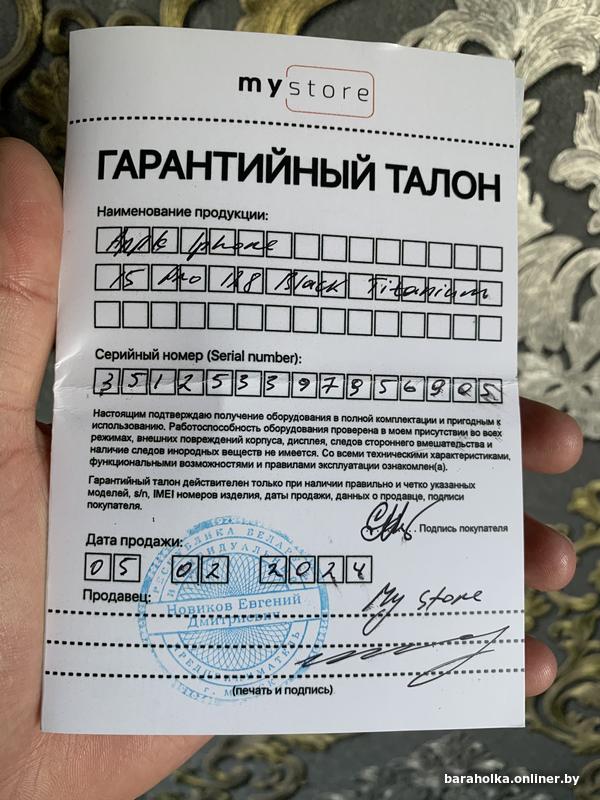 mystore
ГАРАНТИЙНЫЙ ТАЛОН
Наименование продукции:
Apple Iphone
15 Pro 128 Black Titanium
Серийный номер (Serial number):
351253397856905
Настоящим подтверждаю получение оборудования в полной комплектации и пригодным к
использованию. Работоспособность оборудования проверена в моем присутствии во всех
режимах, внешних повреждений корпуса, дисплея, следов стороннего вмешательства и
наличие следов инородных веществ не имеется. Со всеми техническими характеристиками,
функциональными возможностями и правилами эксплуатации ознакомлен(а).
Гарантийный талон действителен только при наличии правильно и четко указанных
моделей, s/n, IMEI номеров изделия, даты продажи, данных о продавце, подписи
покупателя.
Подпись покупателя
Дата продажи:
05 02 2024
Продавец:
My store
РЕСПУБЛИКА БЕЛАРУСЬ
Новиков Евгений
Дмитриевич
ПРЕДПРИНИМАТЕЛЬ
(печать и подпись)
baraholka.onliner.by